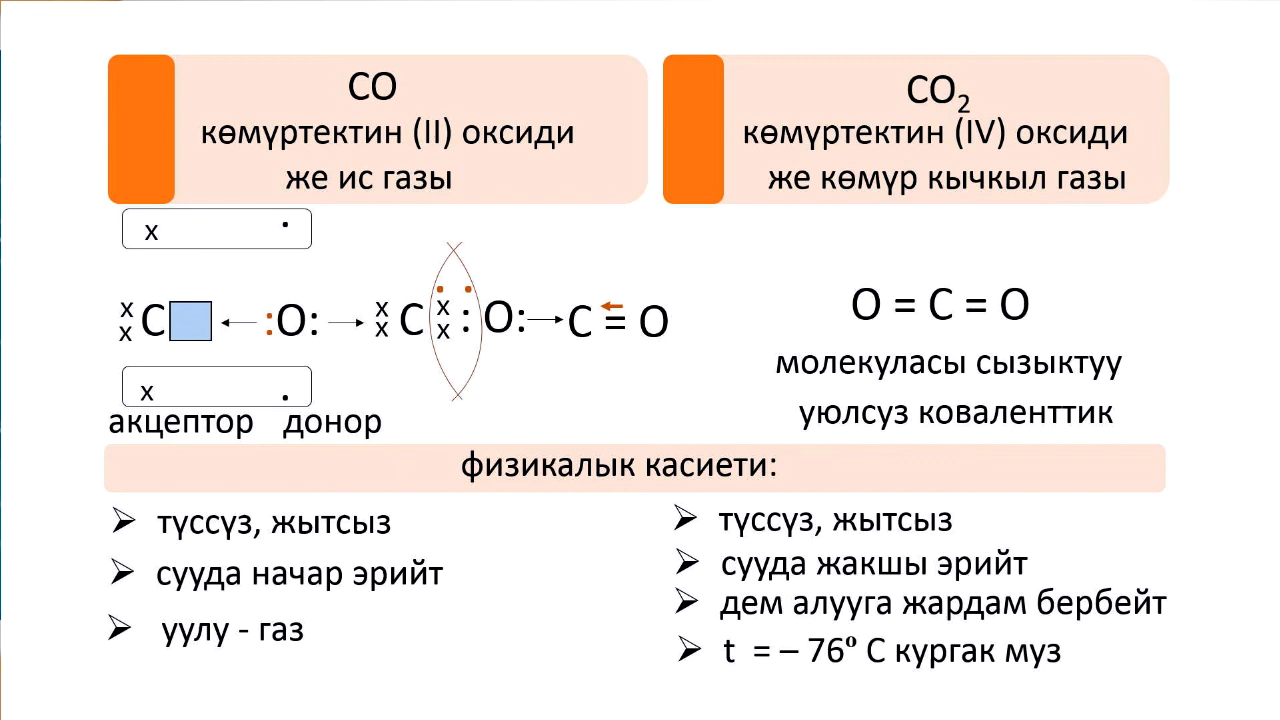 CO
көмүртектин (II) оксиди
же ис газы
CO₂
көмүртектин (IV) оксиди
же көмүр кычкыл газы
x .
x x C ← :O: → x x C x x : O: → C = O
x .
акцептор донор
O = C = O
молекуласы сызыктуу
уюлсуз коваленттик
физикалык касиети:
➢ түссүз, жытсыз
➢ сууда начар эрийт
➢ уулу - газ
➢ түссүз, жытсыз
➢ сууда жакшы эрийт
➢ дем алууга жардам бербейт
➢ t = – 76º C кургак муз